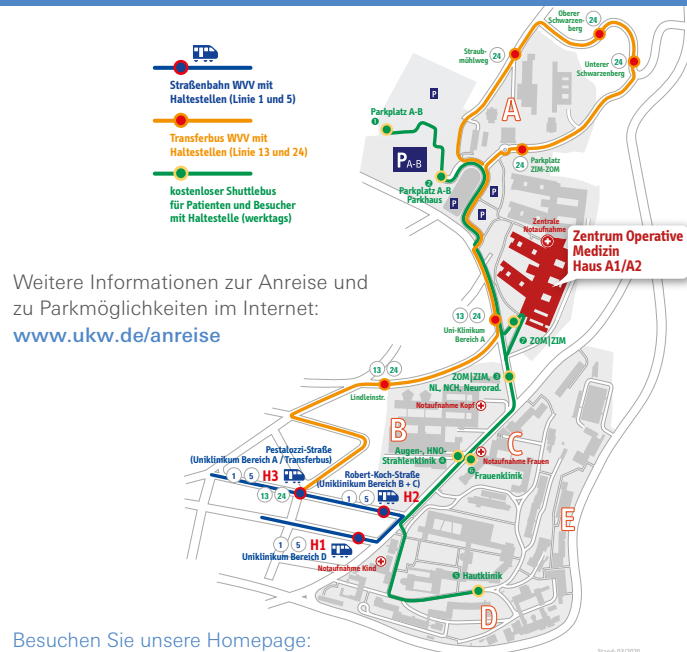 Straßenbahn WVV mit
Haltestellen (Linie 1 und 5)
Transferbus WVV mit
Haltestellen (Linie 13 und 24)
kostenloser Shuttlebus
für Patienten und Besucher
mit Haltestelle (werktags)
Weitere Informationen zur Anreise und
zu Parkmöglichkeiten im Internet:
www.ukw.de/anreise
Oberer
Schwarzen-
berg
24
Straub-
mühlweg
24
24
Unterer
Schwarzenberg
A
P
Parkplatz A-B
1
P A-B
2
Parkplatz A-B
Parkhaus
P
P
24
Parkplatz
ZIM-ZOM
Zentrale
Notaufnahme
Zentrum Operative
Medizin
Haus A1/A2
13 24
Uni-Klinikum
Bereich A
7 ZOM|ZIM
13 24
Lindleinstr.
ZOM|ZIM, 3
NL, NCH, Neurorad.
Notaufnahme Kopf
B
C
Augen-, HNO-
Strahlenklinik 4
Notaufnahme Frauen
6
Frauenklinik
Pestalozzi-Straße
(Uniklinikum Bereich A / Transferbus)
1 5 H3
13 24
Robert-Koch-Straße
(Uniklinikum Bereich B + C)
1 5 H2
1 5 H1
Uniklinikum Bereich D
Notaufnahme Kind
E
5 Hautklinik
D
Besuchen Sie unsere Homepage:
Stand: 03/2020